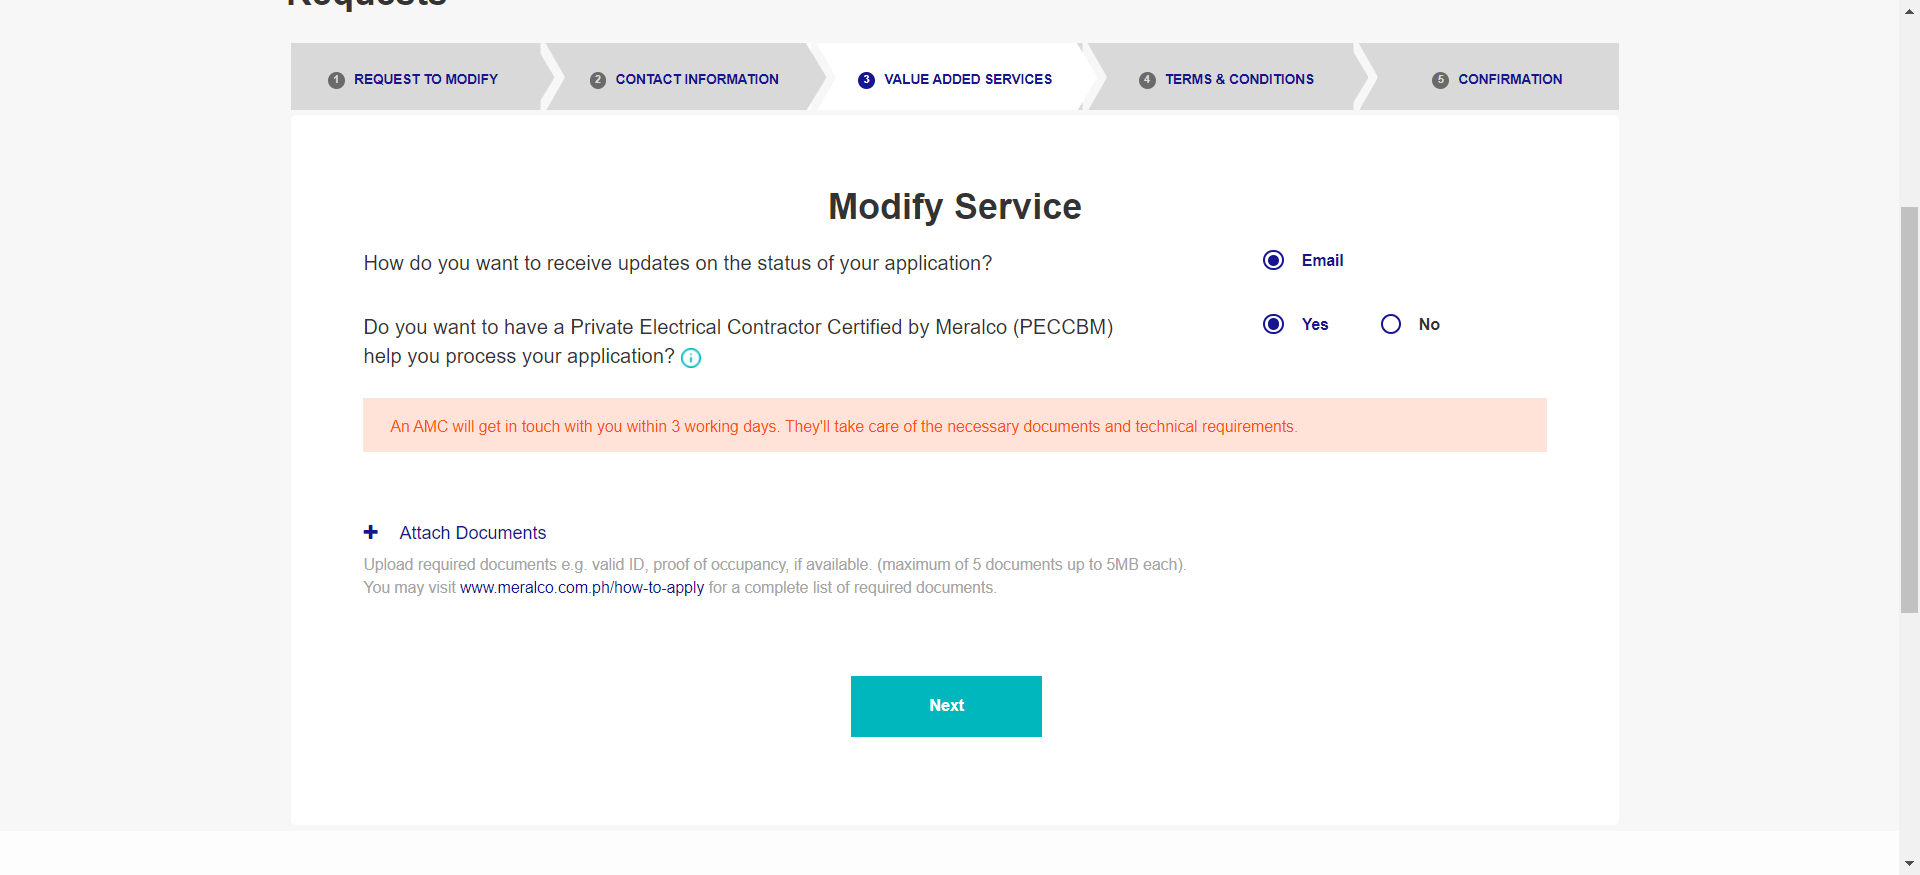 Requests
1 REQUEST TO MODIFY
2 CONTACT INFORMATION
3 VALUE ADDED SERVICES
4 TERMS & CONDITIONS
5 CONFIRMATION
Modify Service
How do you want to receive updates on the status of your application?
Email
Do you want to have a Private Electrical Contractor Certified by Meralco (PECCBM)
help you process your application?
Yes
No
An AMC will get in touch with you within 3 working days. They'll take care of the necessary documents and technical requirements.
+ Attach Documents
Upload required documents e.g. valid ID, proof of occupancy, if available. (maximum of 5 documents up to 5MB each).
You may visit www.meralco.com.ph/how-to-apply for a complete list of required documents.
Next